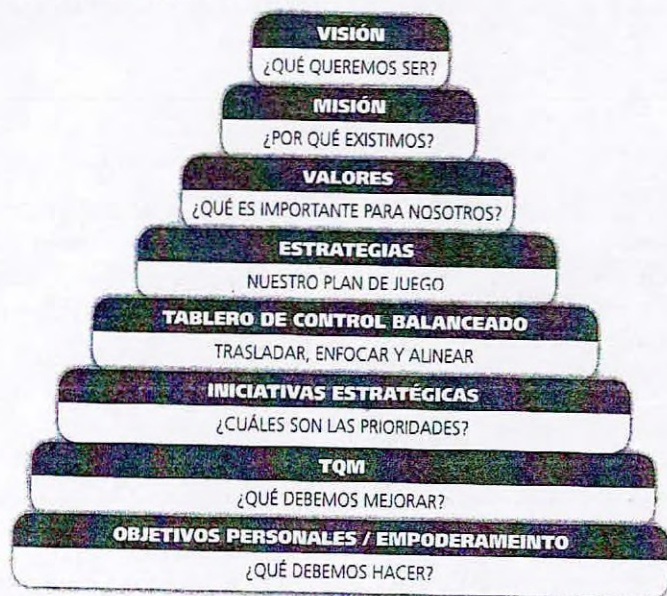 VISIÓN
¿QUÉ QUEREMOS SER?
MISIÓN
¿POR QUÉ EXISTIMOS?
VALORES
¿QUÉ ES IMPORTANTE PARA NOSOTROS?
ESTRATEGIAS
NUESTRO PLAN DE JUEGO
TABLERO DE CONTROL BALANCEADO
TRASLADAR, ENFOCAR Y ALINEAR
INICIATIVAS ESTRATÉGICAS
¿CUÁLES SON LAS PRIORIDADES?
TQM
¿QUÉ DEBEMOS MEJORAR?
OBJETIVOS PERSONALES / EMPODERAMEINTO
¿QUÉ DEBEMOS HACER?